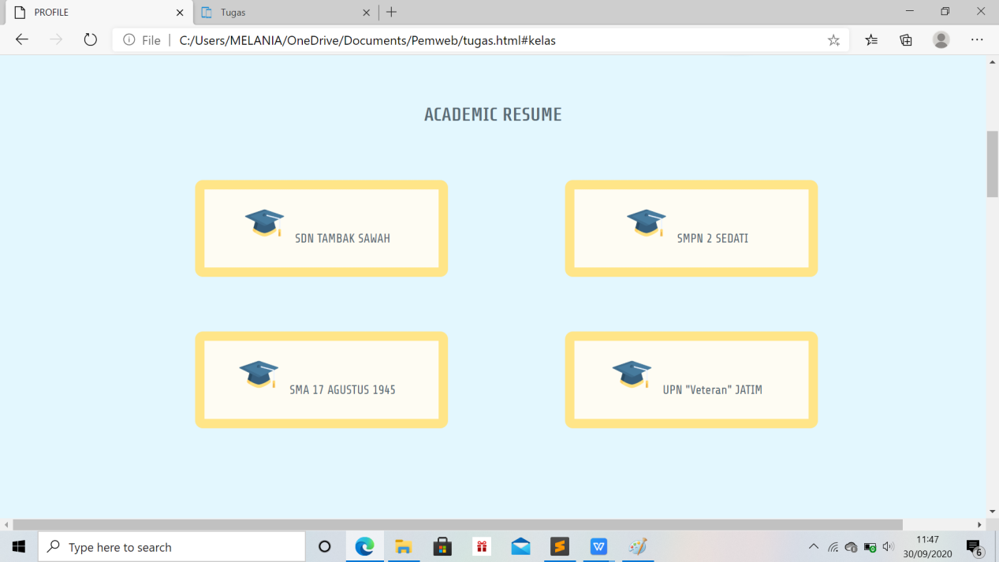 PROFILE
Tugas
File
C:/Users/MELANIA/OneDrive/Documents/Pemweb/tugas.html#kelas
ACADEMIC RESUME
SDN TAMBAK SAWAH
SMPN 2 SEDATI
SMA 17 AGUSTUS 1945
UPN "Veteran" JATIM
Type here to search
W
11:47
30/09/2020
6